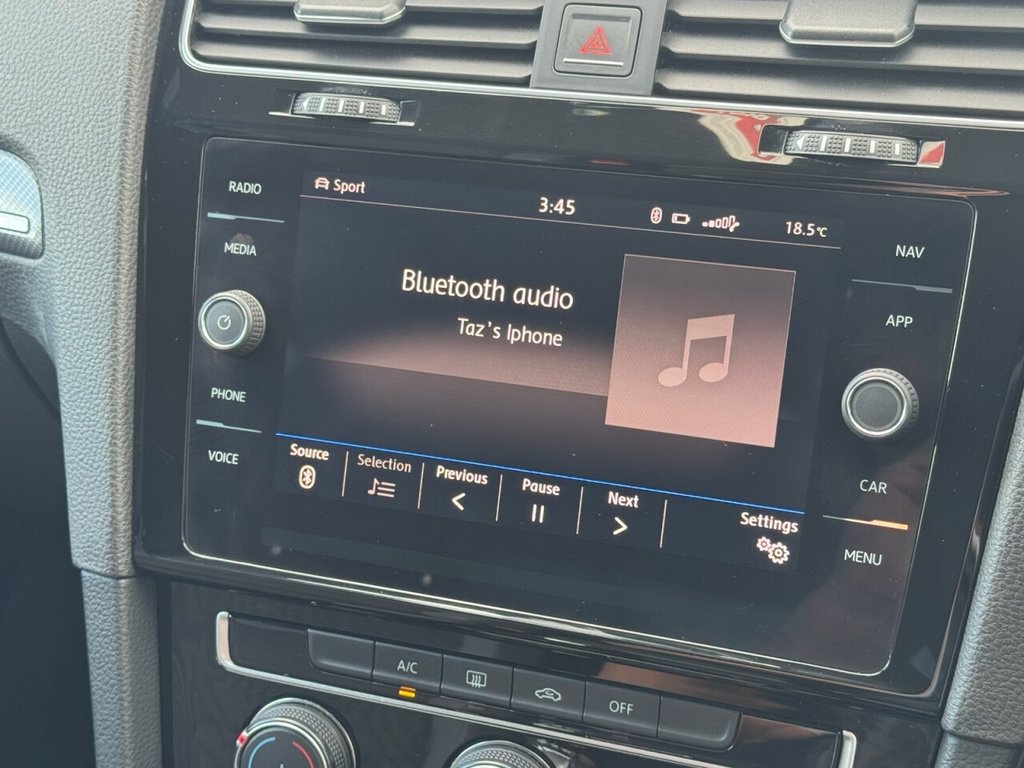 RADIO
MEDIA
PHONE
VOICE
Sport
3:45
18.5°C
Bluetooth audio
Taz's Iphone
Source
Selection
Previous
Pause
Next
Settings
NAV
APP
CAR
MENU
A/C
OFF